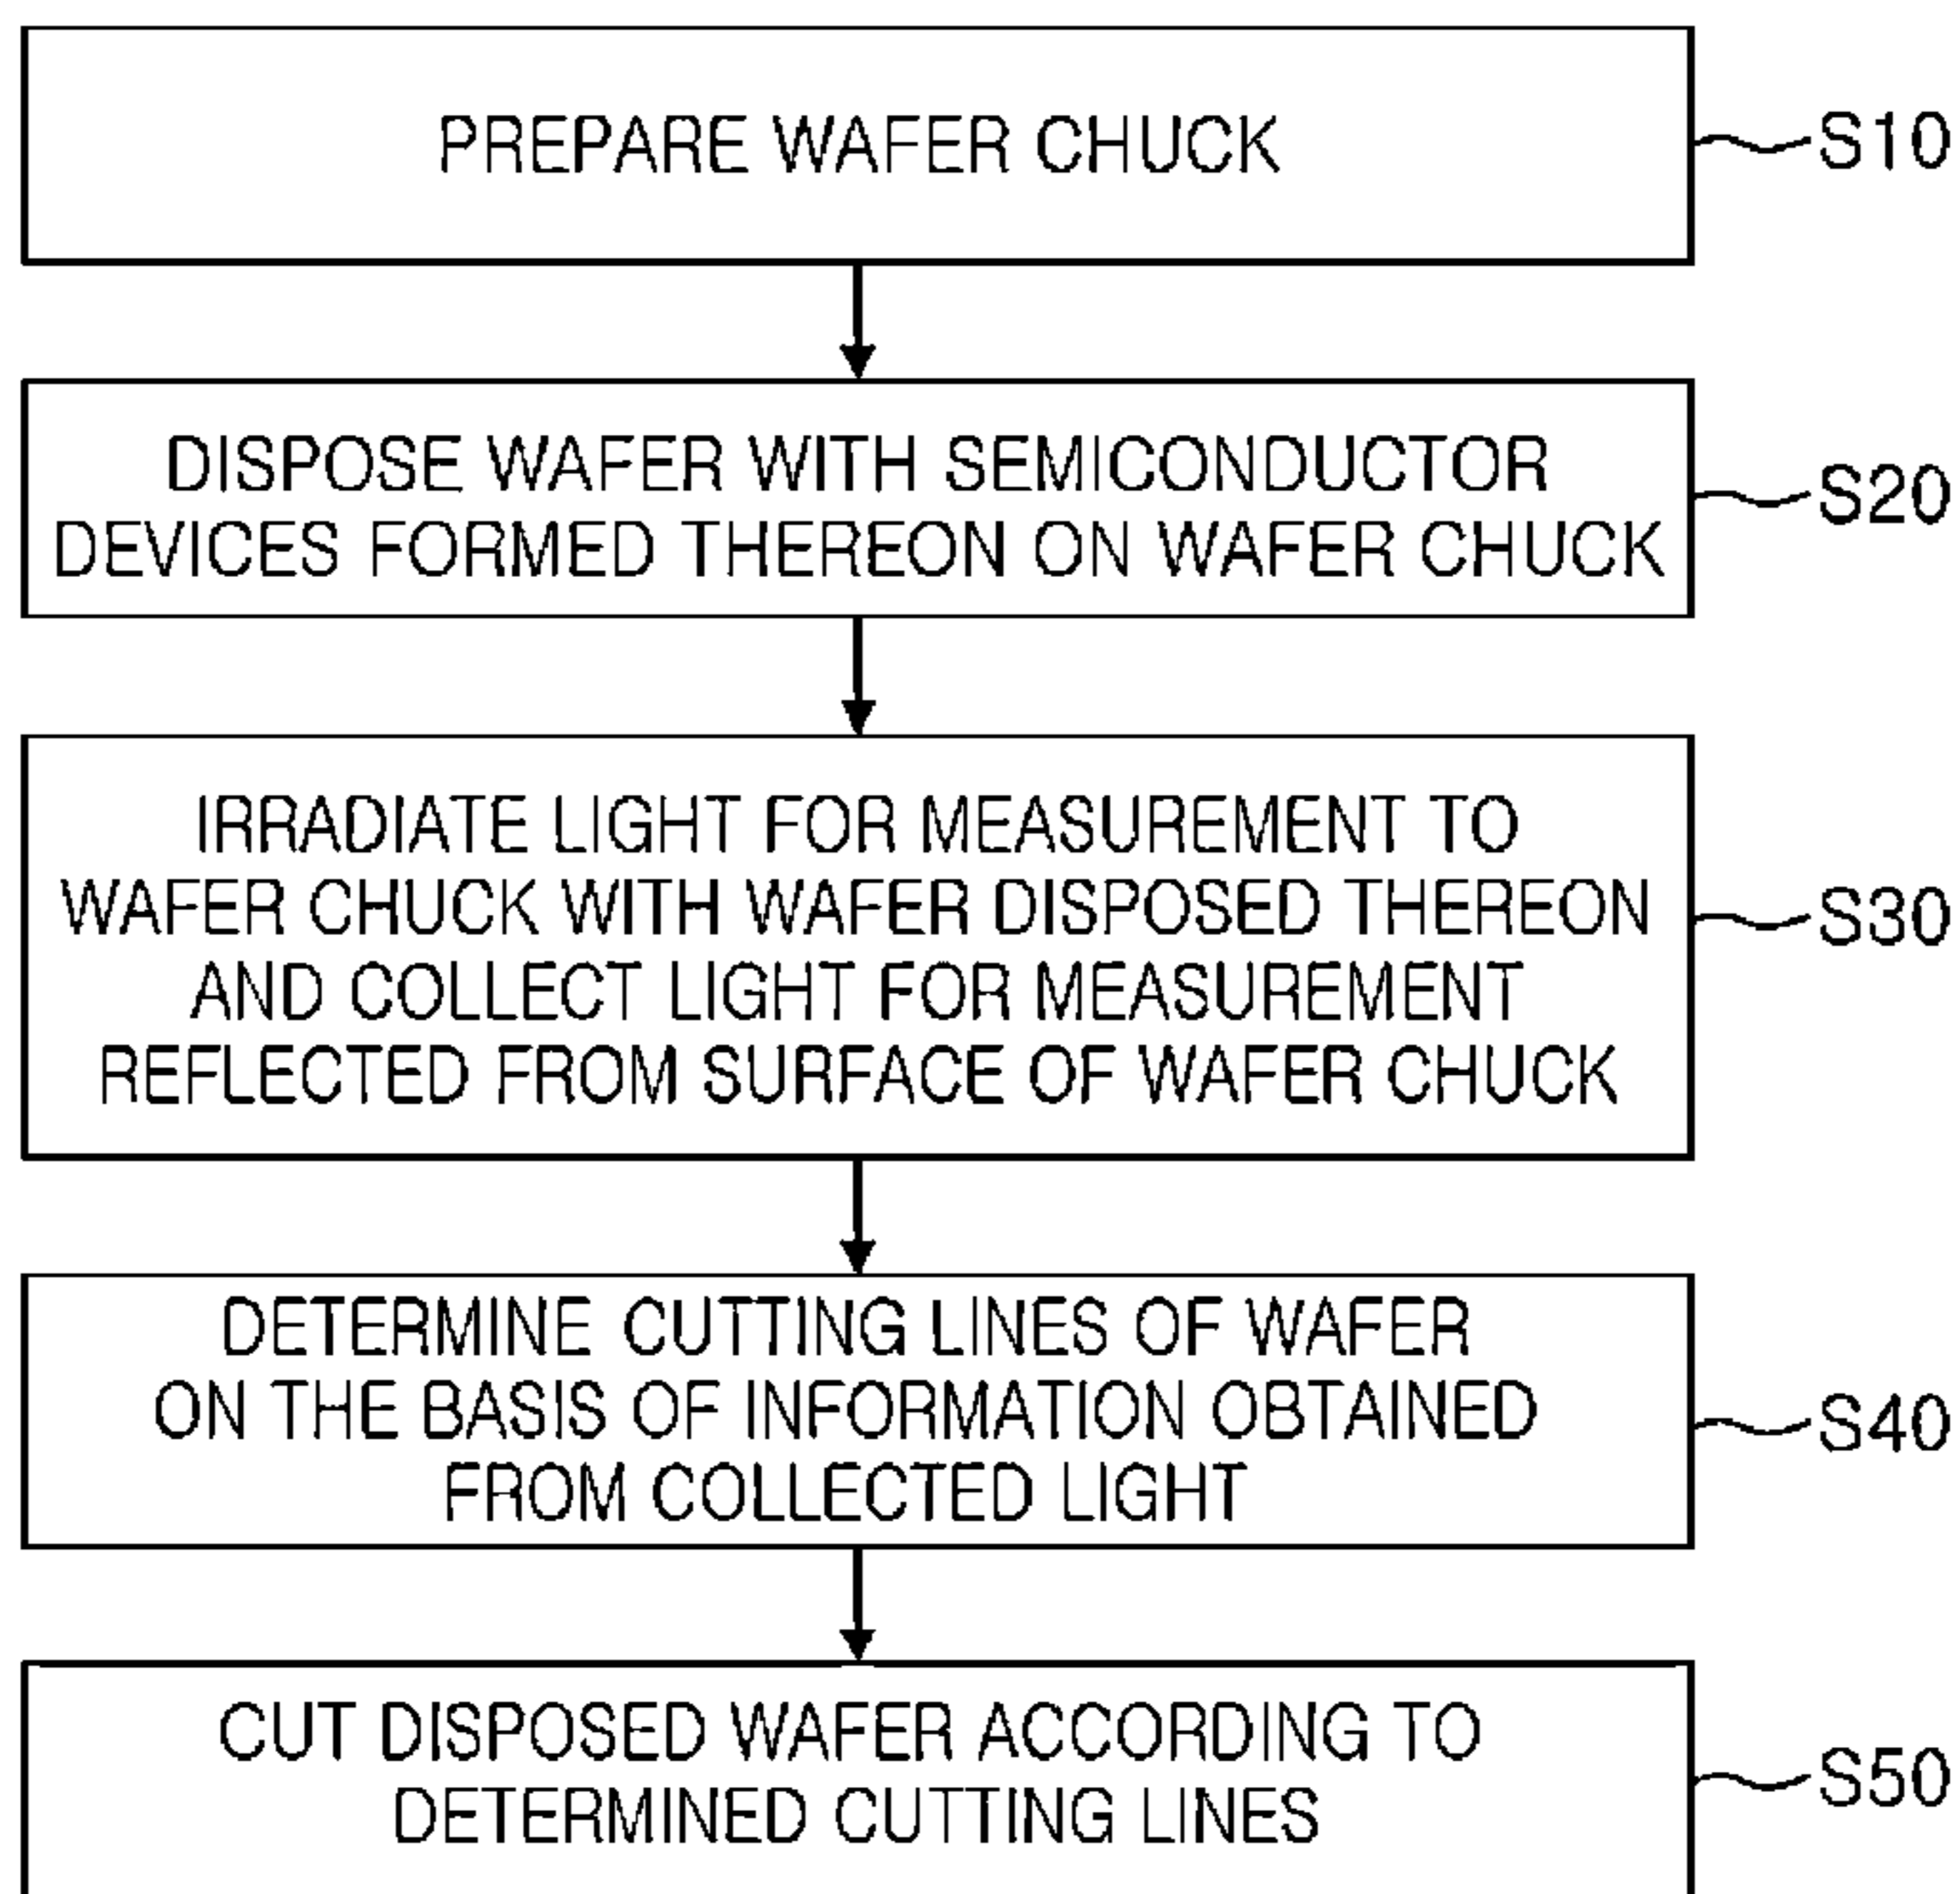 PREPARE WAFER CHUCK
S10
DISPOSE WAFER WITH SEMICONDUCTOR
DEVICES FORMED THEREON ON WAFER CHUCK
S20
IRRADIATE LIGHT FOR MEASUREMENT TO
WAFER CHUCK WITH WAFER DISPOSED THEREON
AND COLLECT LIGHT FOR MEASUREMENT
REFLECTED FROM SURFACE OF WAFER CHUCK
S30
DETERMINE CUTTING LINES OF WAFER
ON THE BASIS OF INFORMATION OBTAINED
FROM COLLECTED LIGHT
S40
CUT DISPOSED WAFER ACCORDING TO
DETERMINED CUTTING LINES
S50